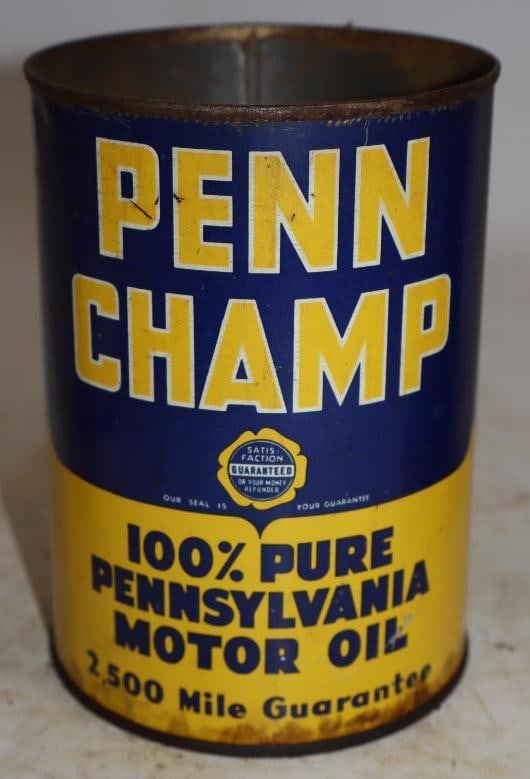 PENN
CHAMP
SATIS-
FACTION
GUARANTEED
OR YOUR MONEY
REFUNDED
OUR SEAL IS YOUR GUARANTEE
100% PURE
PENNSYLVANIA
MOTOR OIL
2,500 Mile Guarantee